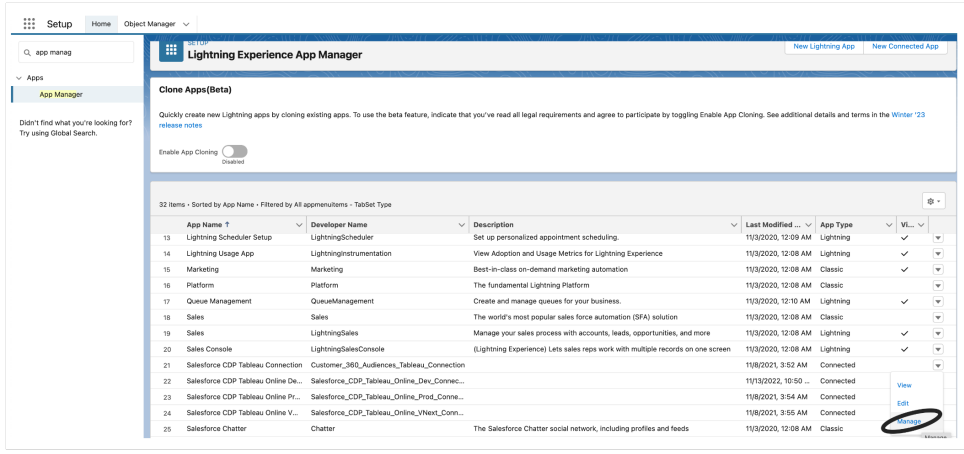 Setup Home Object Manager
app manag
Apps
App Manager
Didn't find what you're looking for?
Try using Global Search.
SETUP
Lightning Experience App Manager
New Lightning App New Connected App
Clone Apps(Beta)
Quickly create new Lightning apps by cloning existing apps. To use the beta feature, indicate that you've read all legal requirements and agree to participate by toggling Enable App Cloning. See additional details and terms in the Winter '23
release notes
Enable App Cloning
Disabled
32 items • Sorted by App Name • Filtered by All appmenuitems - TabSet Type
App Name ↑ Developer Name Description Last Modified ... App Type Vi...
13 Lightning Scheduler Setup LightningScheduler Set up personalized appointment scheduling. 11/3/2020, 12:09 AM Lightning
14 Lightning Usage App LightningInstrumentation View Adoption and Usage Metrics for Lightning Experience 11/3/2020, 12:08 AM Lightning
15 Marketing Marketing Best-in-class on-demand marketing automation 11/3/2020, 12:08 AM Classic
16 Platform Platform The fundamental Lightning Platform 11/3/2020, 12:08 AM Classic
17 Queue Management QueueManagement Create and manage queues for your business. 11/3/2020, 12:10 AM Lightning
18 Sales Sales The world's most popular sales force automation (SFA) solution 11/3/2020, 12:08 AM Classic
19 Sales LightningSales Manage your sales process with accounts, leads, opportunities, and more 11/3/2020, 12:08 AM Lightning
20 Sales Console LightningSalesConsole (Lightning Experience) Lets sales reps work with multiple records on one screen 11/3/2020, 12:08 AM Lightning
21 Salesforce CDP Tableau Connection Customer_360_Audiences_Tableau_Connection 11/8/2021, 3:52 AM Connected
22 Salesforce CDP Tableau Online De... Salesforce_CDP_Tableau_Online_Dev_Connec... 11/13/2022, 10:50 ... Connected
23 Salesforce CDP Tableau Online Pr... Salesforce_CDP_Tableau_Online_Prod_Conne... 11/8/2021, 3:54 AM Connected
24 Salesforce CDP Tableau Online V... Salesforce_CDP_Tableau_Online_VNext_Conn... 11/8/2021, 3:55 AM Connected
25 Salesforce Chatter Chatter The Salesforce Chatter social network, including profiles and feeds 11/3/2020, 12:08 AM Classic
View
Edit
Manage
Manage